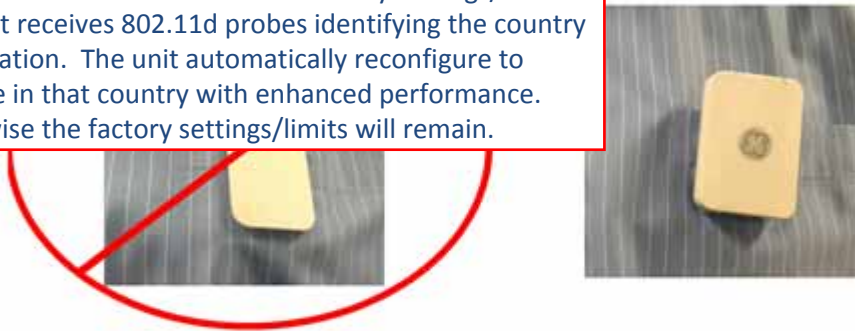 t receives 802.11d probes identifying the country
ation. The unit automatically reconfigure to
e in that country with enhanced performance.
wise the factory settings/limits will remain.